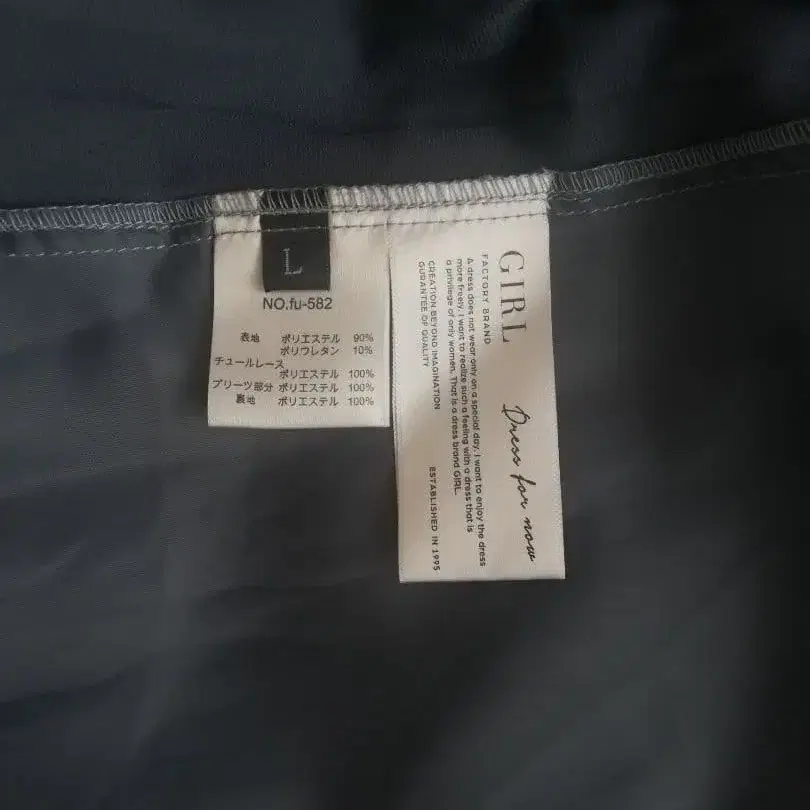 L
NO.fu-582
表地 ポリエステル 90%
ポリウレタン 10%
チュールレース
ポリエステル 100%
プリーツ部分 ポリエステル 100%
裏地 ポリエステル 100%
GIRL
FACTORY BRAND
Dress for now
A dress does not wear only on a special day. I want to enjoy the dress
more freely. I want to realize such a feeling with a dress that is
a privilege of only women. That is a dress brand GIRL.
CREATION BEYOND IMAGINATION
GURANTEE OF QUALITY
ESTABLISHED IN 1995